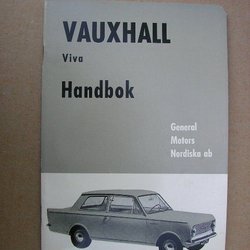 VAUXHALL
Viva
Handbok
General
Motors
Nordiska ab